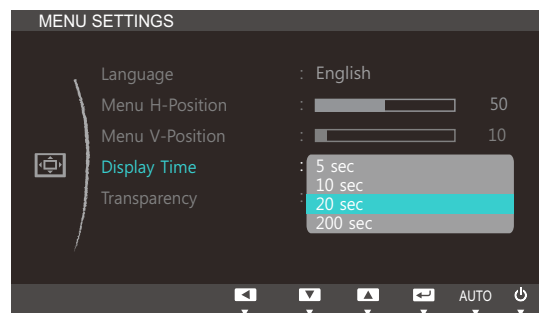 MENU SETTINGS
Language : English
Menu H-Position : 50
Menu V-Position : 10
Display Time : 5 sec
10 sec
20 sec
200 sec
Transparency :
AUTO